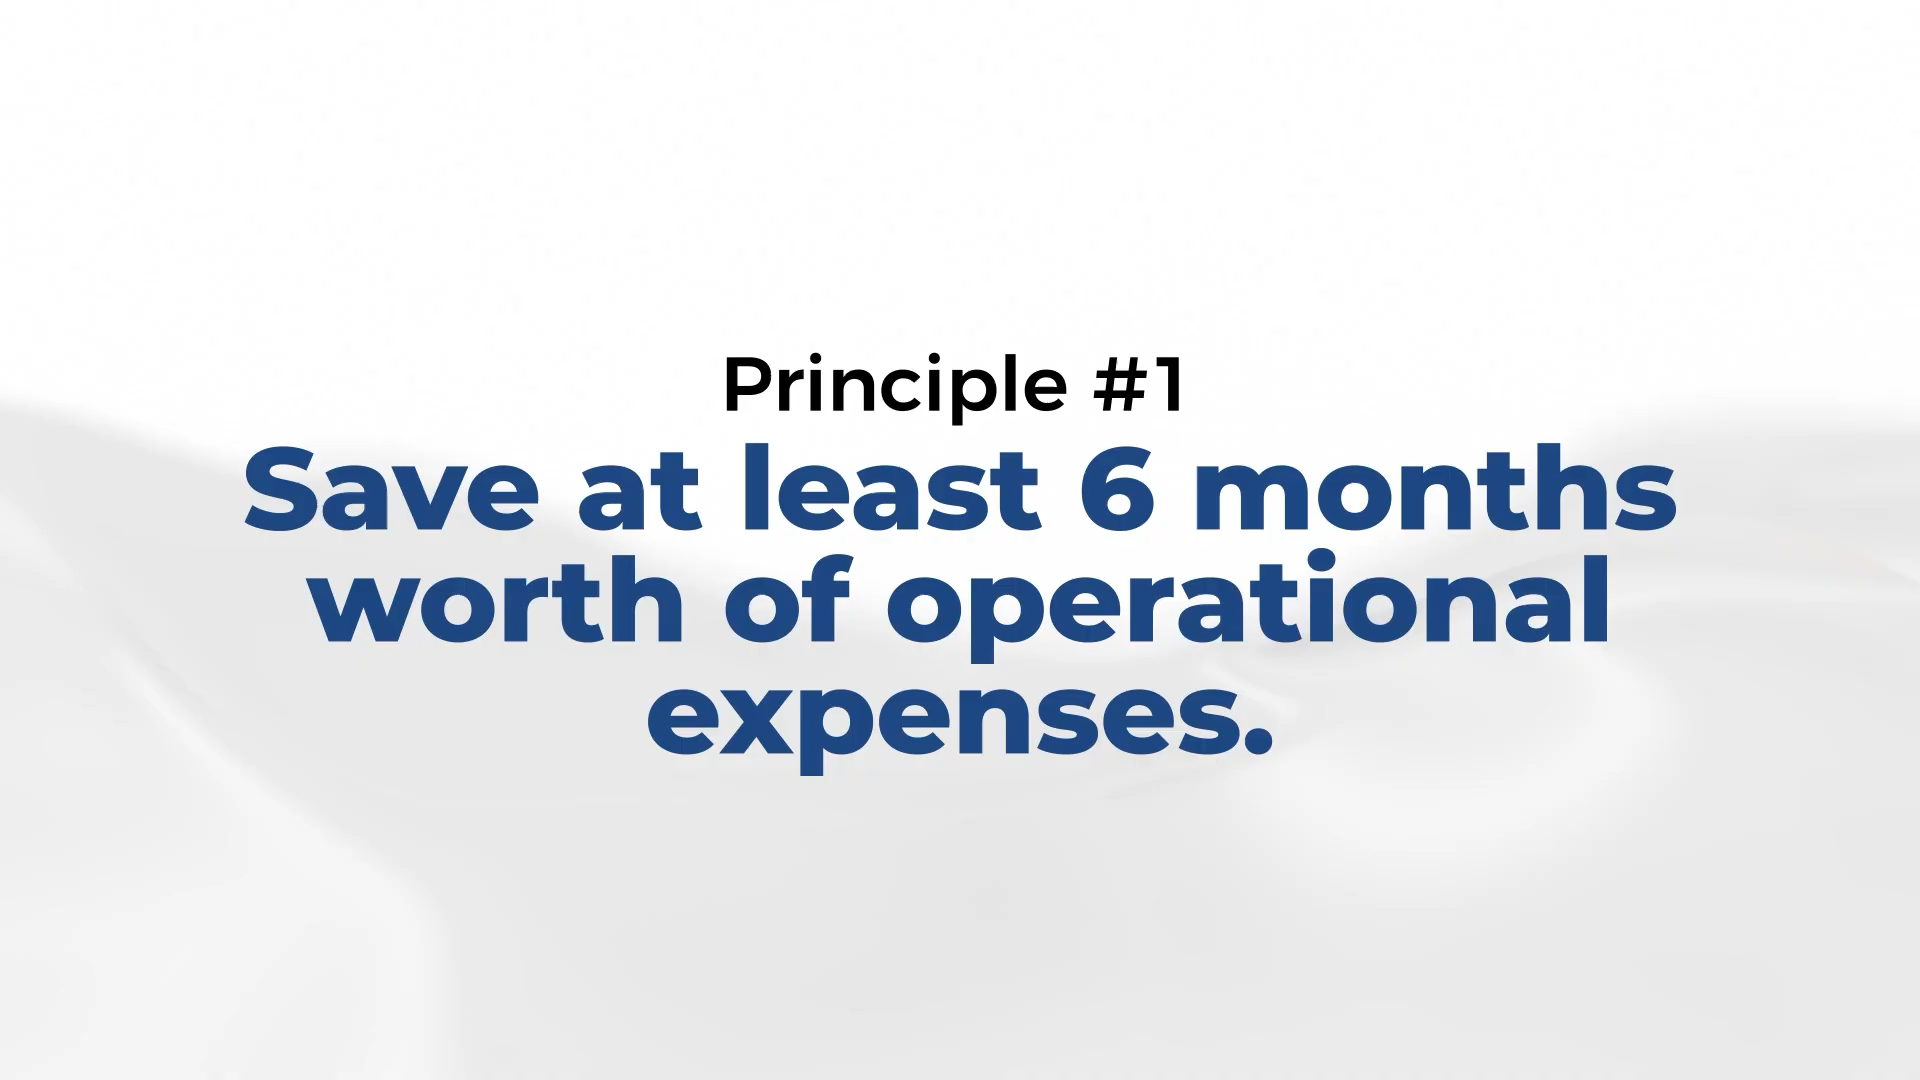 Principle #1
Save at least 6 months
worth of operational
expenses.